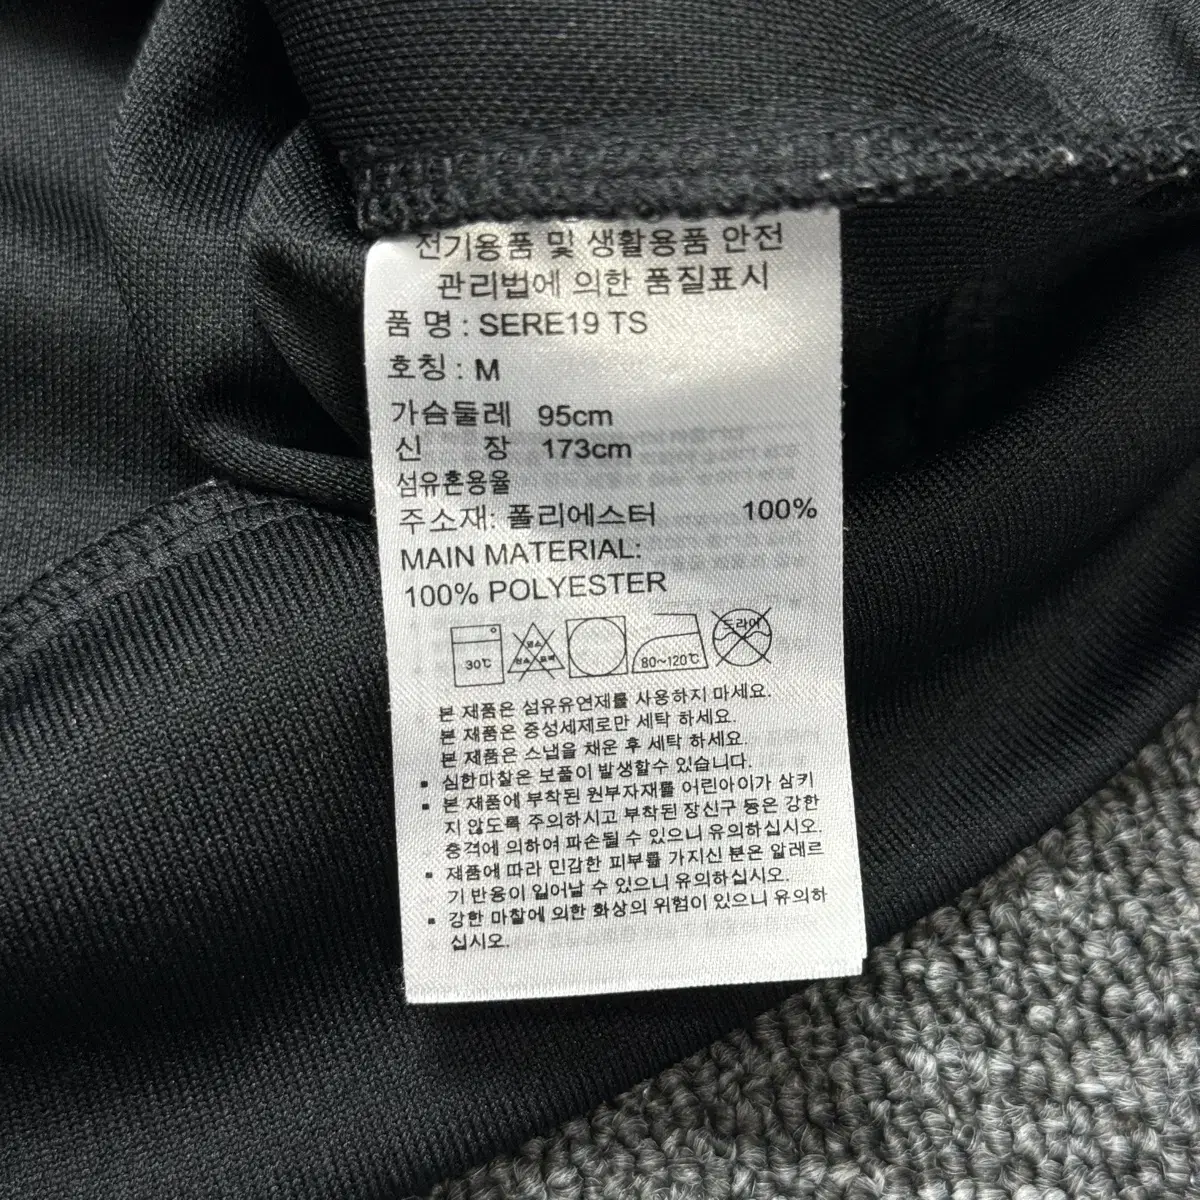 전기용품 및 생활용품 안전
관리법에 의한 품질표시
품 명 : SERE19 TS
호칭 : M
가슴둘레 95cm
신 장 173cm
섬유혼용율
주소재: 폴리에스터 100%
MAIN MATERIAL:
100% POLYESTER
30℃
80~120℃
드라이
본 제품은 섬유유연제를 사용하지 마세요.
본 제품은 중성세제로만 세탁 하세요.
본 제품은 스냅을 채운 후 세탁 하세요.
▪ 심한마찰은 보풀이 발생할수 있습니다.
▪ 본 제품에 부착된 원부자재를 어린아이가 삼키
지 않도록 주의하시고 부착된 장신구 등은 강한
충격에 의하여 파손될 수 있으니 유의하십시오.
▪ 제품에 따라 민감한 피부를 가지신 분은 알레르
기 반응이 일어날 수 있으니 유의하십시오.
▪ 강한 마찰에 의한 화상의 위험이 있으니 유의하
십시오.